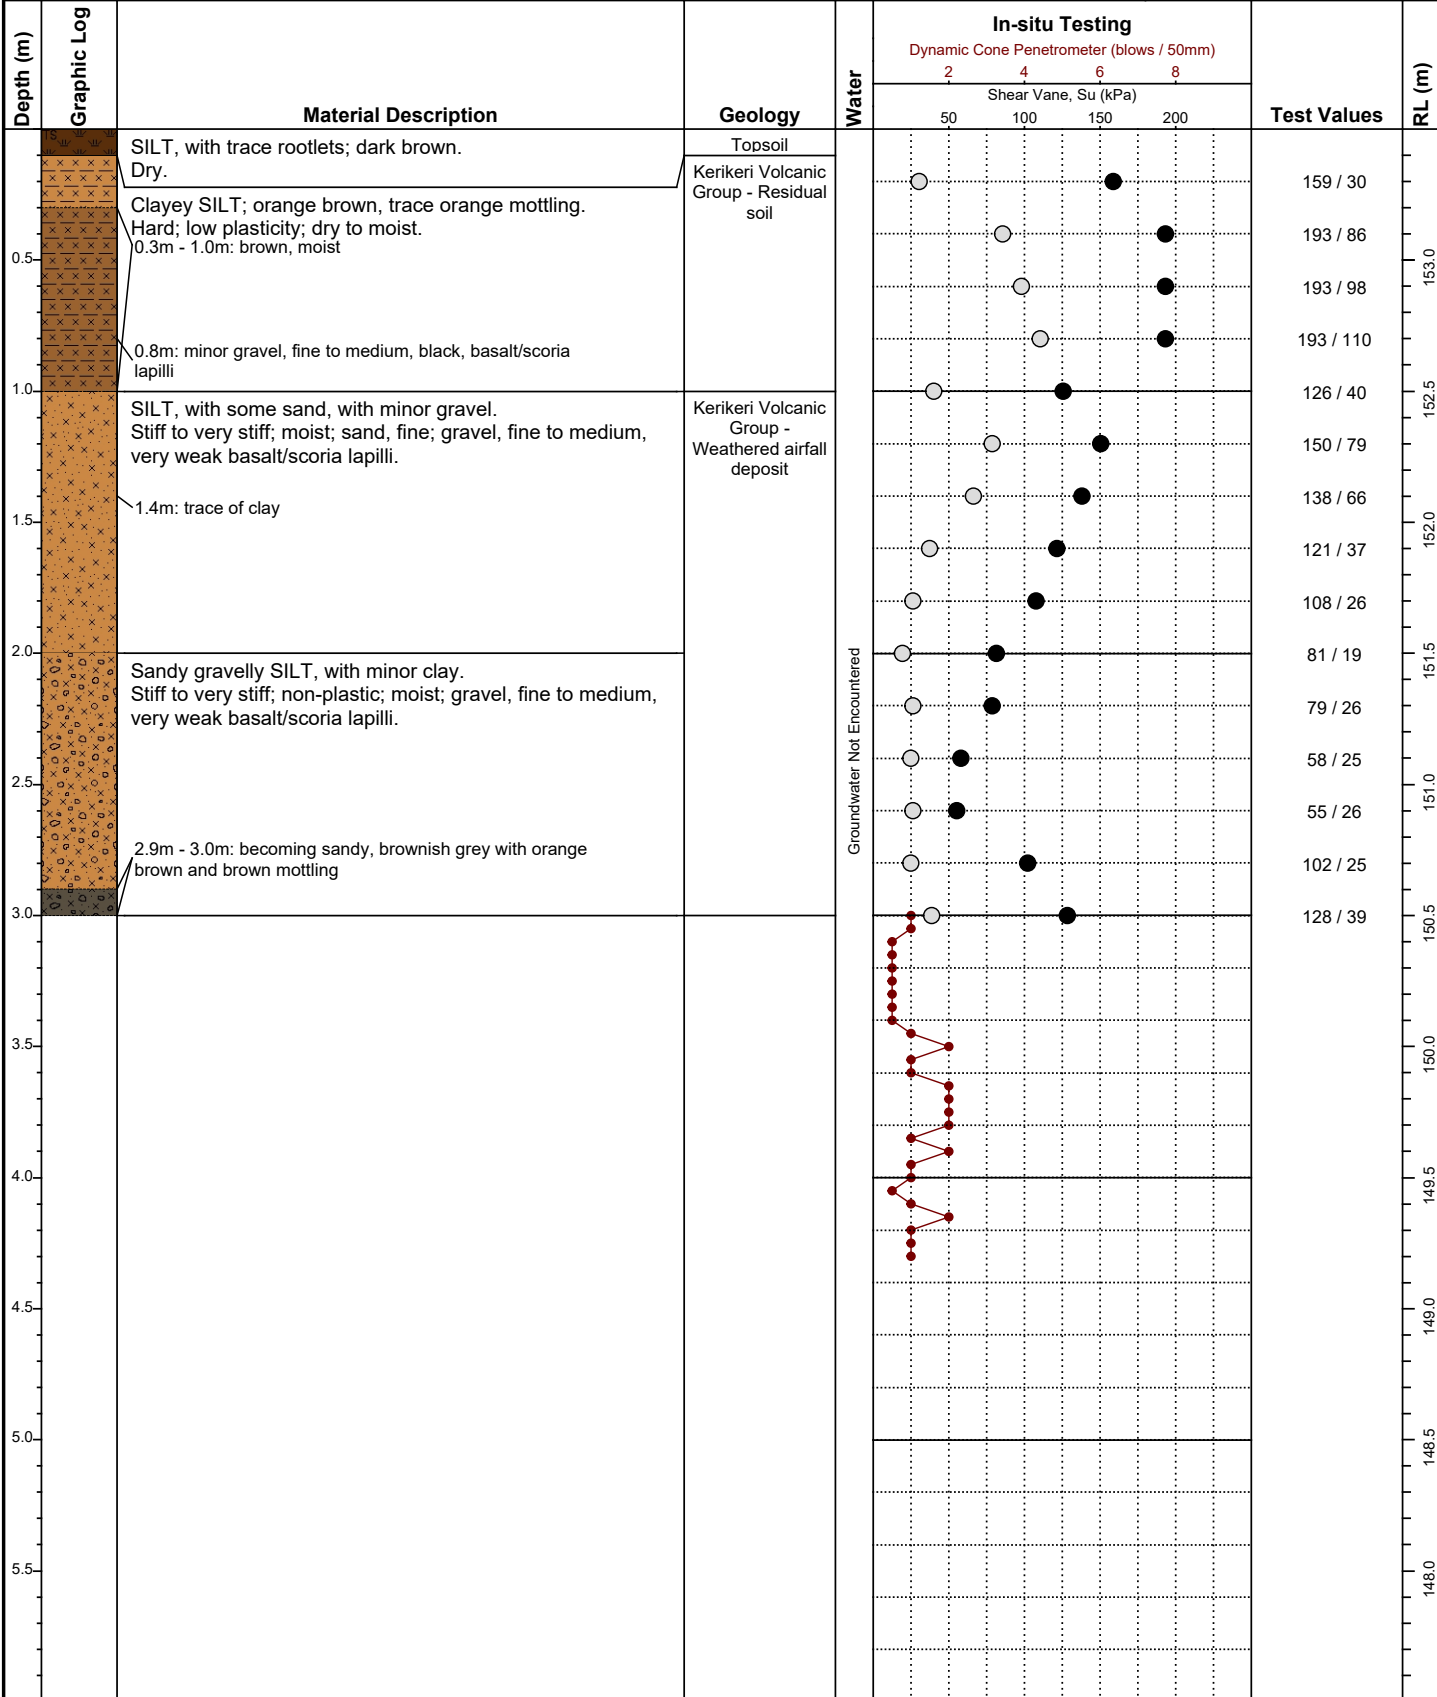 Depth (m)
Graphic Log
Material Description
Geology
Water
In-situ Testing
Dynamic Cone Penetrometer (blows / 50mm)
2 4 6 8
Shear Vane, Su (kPa)
50 100 150 200
Test Values
RL (m)
TS
SILT, with trace rootlets; dark brown.
Dry.
Topsoil
Clayey SILT; orange brown, trace orange mottling.
Hard; low plasticity; dry to moist.
0.3m - 1.0m: brown, moist
0.8m: minor gravel, fine to medium, black, basalt/scoria
lapilli
Kerikeri Volcanic
Group - Residual
soil
SILT, with some sand, with minor gravel.
Stiff to very stiff; moist; sand, fine; gravel, fine to medium,
very weak basalt/scoria lapilli.
1.4m: trace of clay
Kerikeri Volcanic
Group -
Weathered airfall
deposit
Sandy gravelly SILT, with minor clay.
Stiff to very stiff; non-plastic; moist; gravel, fine to medium,
very weak basalt/scoria lapilli.
2.9m - 3.0m: becoming sandy, brownish grey with orange
brown and brown mottling
Groundwater Not Encountered
0.5
1.0
1.5
2.0
2.5
3.0
3.5
4.0
4.5
5.0
5.5
159 / 30
193 / 86
193 / 98
193 / 110
126 / 40
150 / 79
138 / 66
121 / 37
108 / 26
81 / 19
79 / 26
58 / 25
55 / 26
102 / 25
128 / 39
153.0
152.5
152.0
151.5
151.0
150.5
150.0
149.5
149.0
148.5
148.0